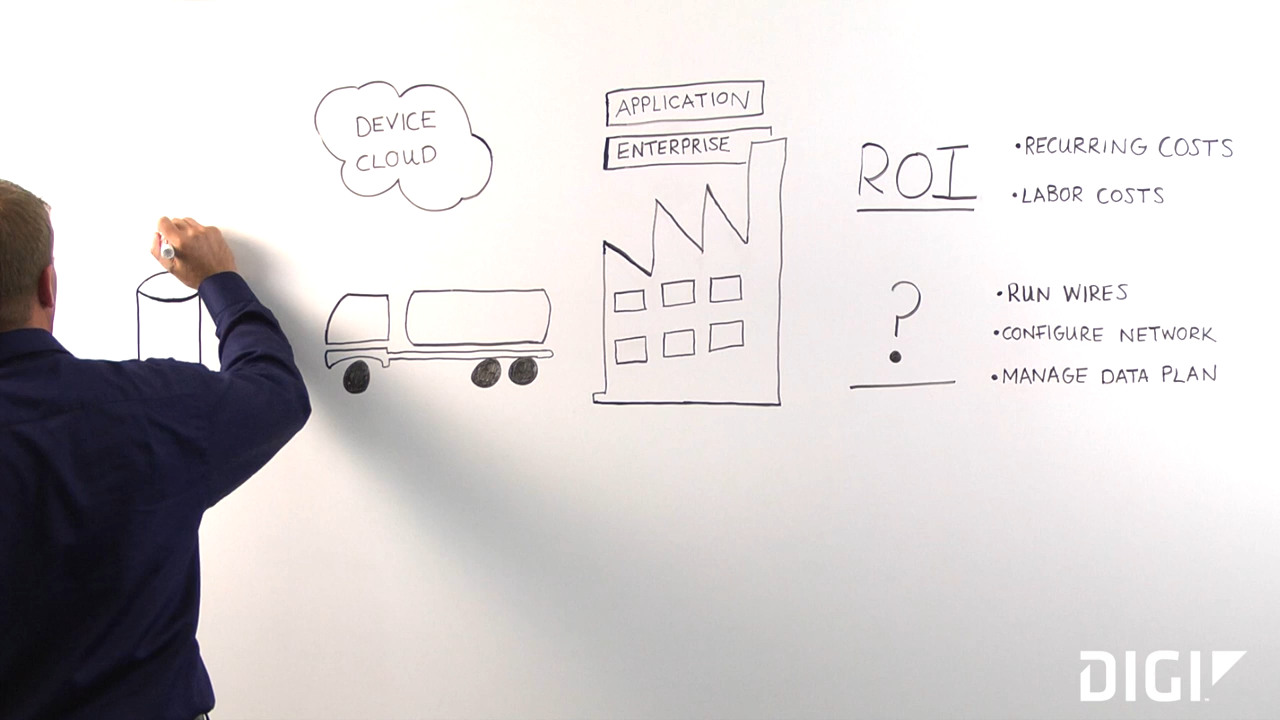 DEVICE
CLOUD
APPLICATION
ENTERPRISE
ROI
•RECURRING COSTS
•LABOR COSTS
?
•RUN WIRES
•CONFIGURE NETWORK
•MANAGE DATA PLAN
DIGI